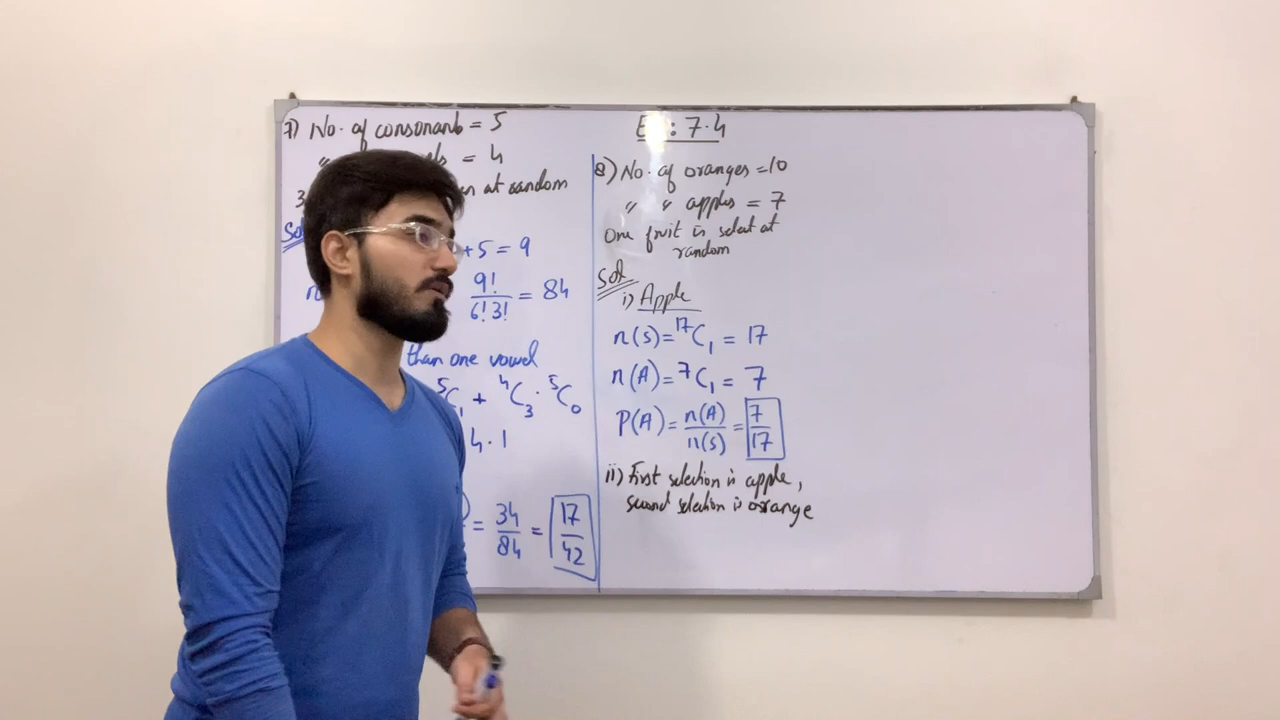 7) No. of consonants = 5
" = 4
3 at random
Sol
+ 5 = 9
n 9!/6!3! = 84
than one vowel
⁵C₁ + ⁴C₃ · ⁵C₀
4 · 1
= 34/84 = 17/42
Ex: 7.4
8) No. of oranges = 10
" " apples = 7
One fruit is select at
random
Sol
i) Apple
n(S) = ¹⁷C₁ = 17
n(A) = ⁷C₁ = 7
P(A) = n(A)/n(S) = 7/17
ii) First selection is apple,
second selection is orange